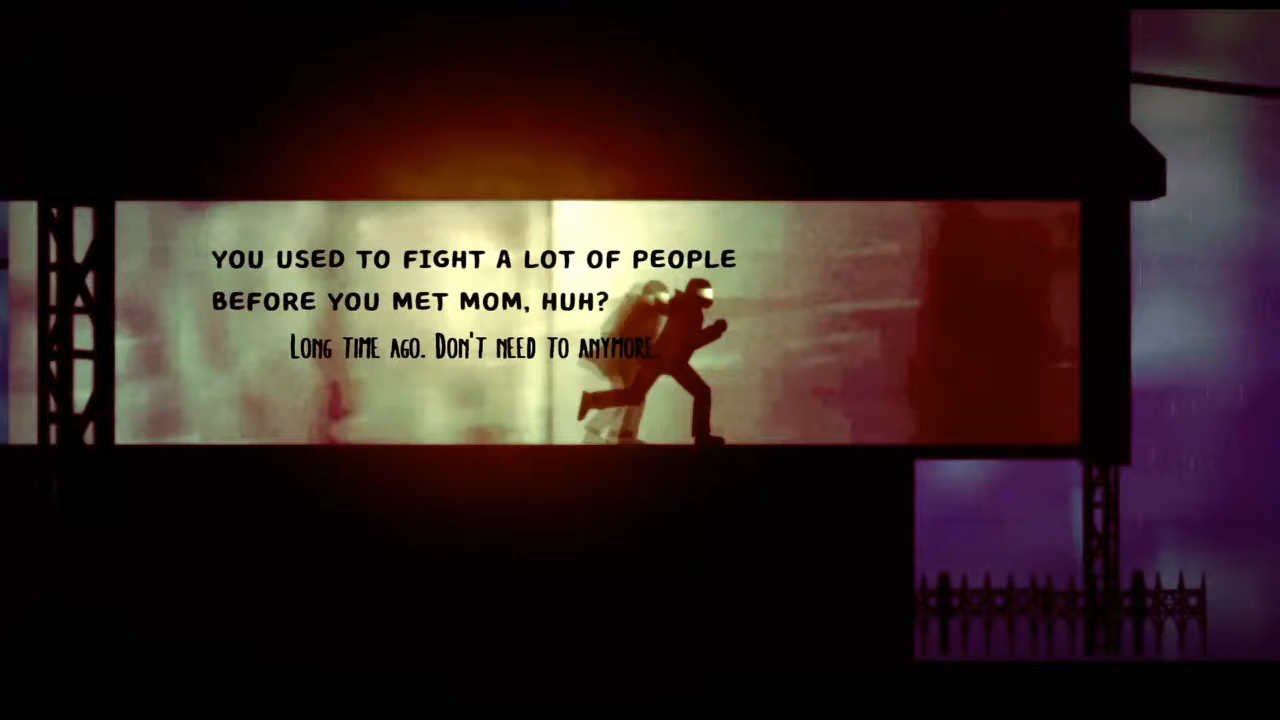 YOU USED TO FIGHT A LOT OF PEOPLE
BEFORE YOU MET MOM, HUH?
LONG TIME AGO. DON'T NEED TO ANYMORE.